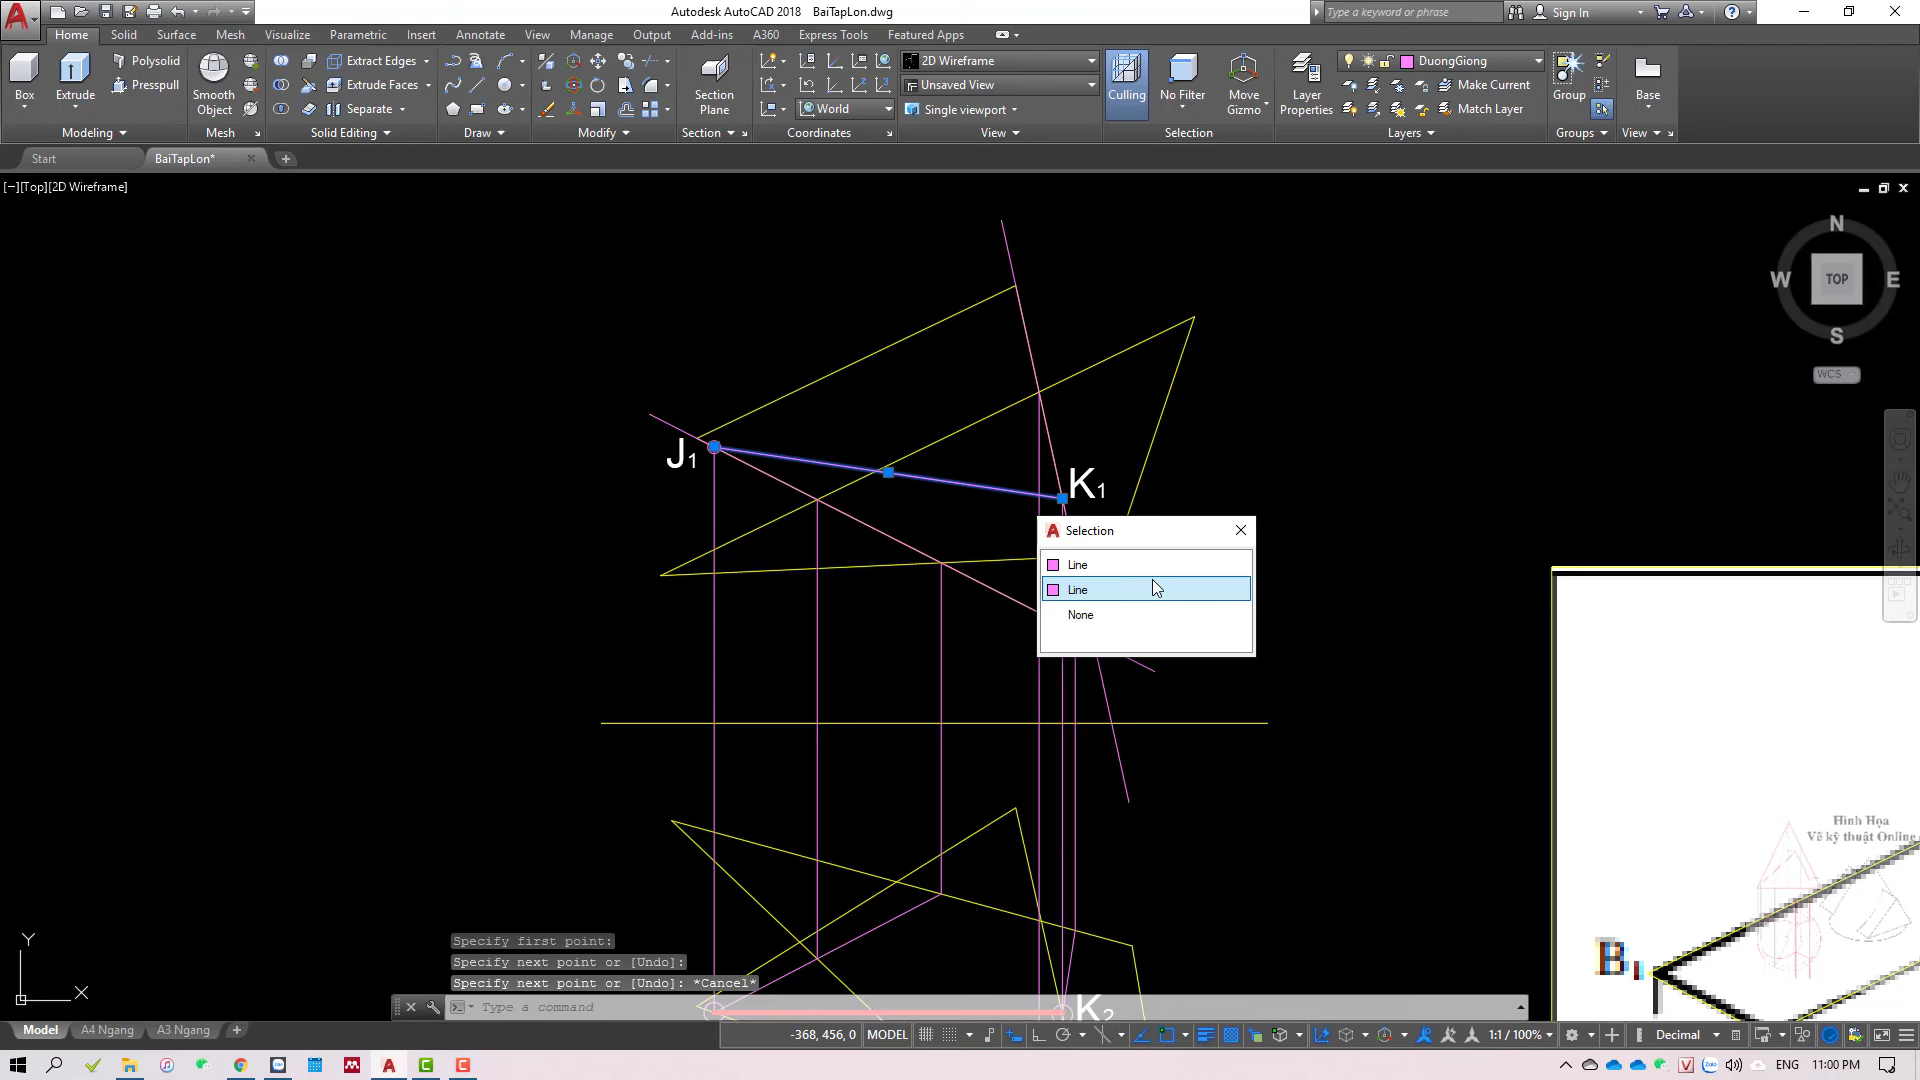 Autodesk AutoCAD 2018 BaiTapLon.dwg
Type a keyword or phrase
Sign In
Home Solid Surface Mesh Visualize Parametric Insert Annotate View Manage Output Add-ins A360 Express Tools Featured Apps
Polysolid
Presspull
Box
Extrude
Smooth
Object
Extract Edges
Extrude Faces
Separate
Section
Plane
World
2D Wireframe
Unsaved View
Single viewport
Culling
No Filter
Move
Gizmo
Layer
Properties
DuongGiong
Make Current
Match Layer
Group
Base
Modeling Mesh Solid Editing Draw Modify Section Coordinates View Selection Layers Groups View
Start BaiTapLon*
[−][Top][2D Wireframe]
N
W TOP E
S
WCS
J1
K1
Selection
Line
Line
None
Hình Họa
Vẽ kỹ thuật Online
B1
Y
X
K2
Specify first point:
Specify next point or [Undo]:
Specify next point or [Undo]: *Cancel*
Type a command
Model A4 Ngang A3 Ngang
-368, 456, 0 MODEL 1:1 / 100% Decimal
ENG 11:00 PM